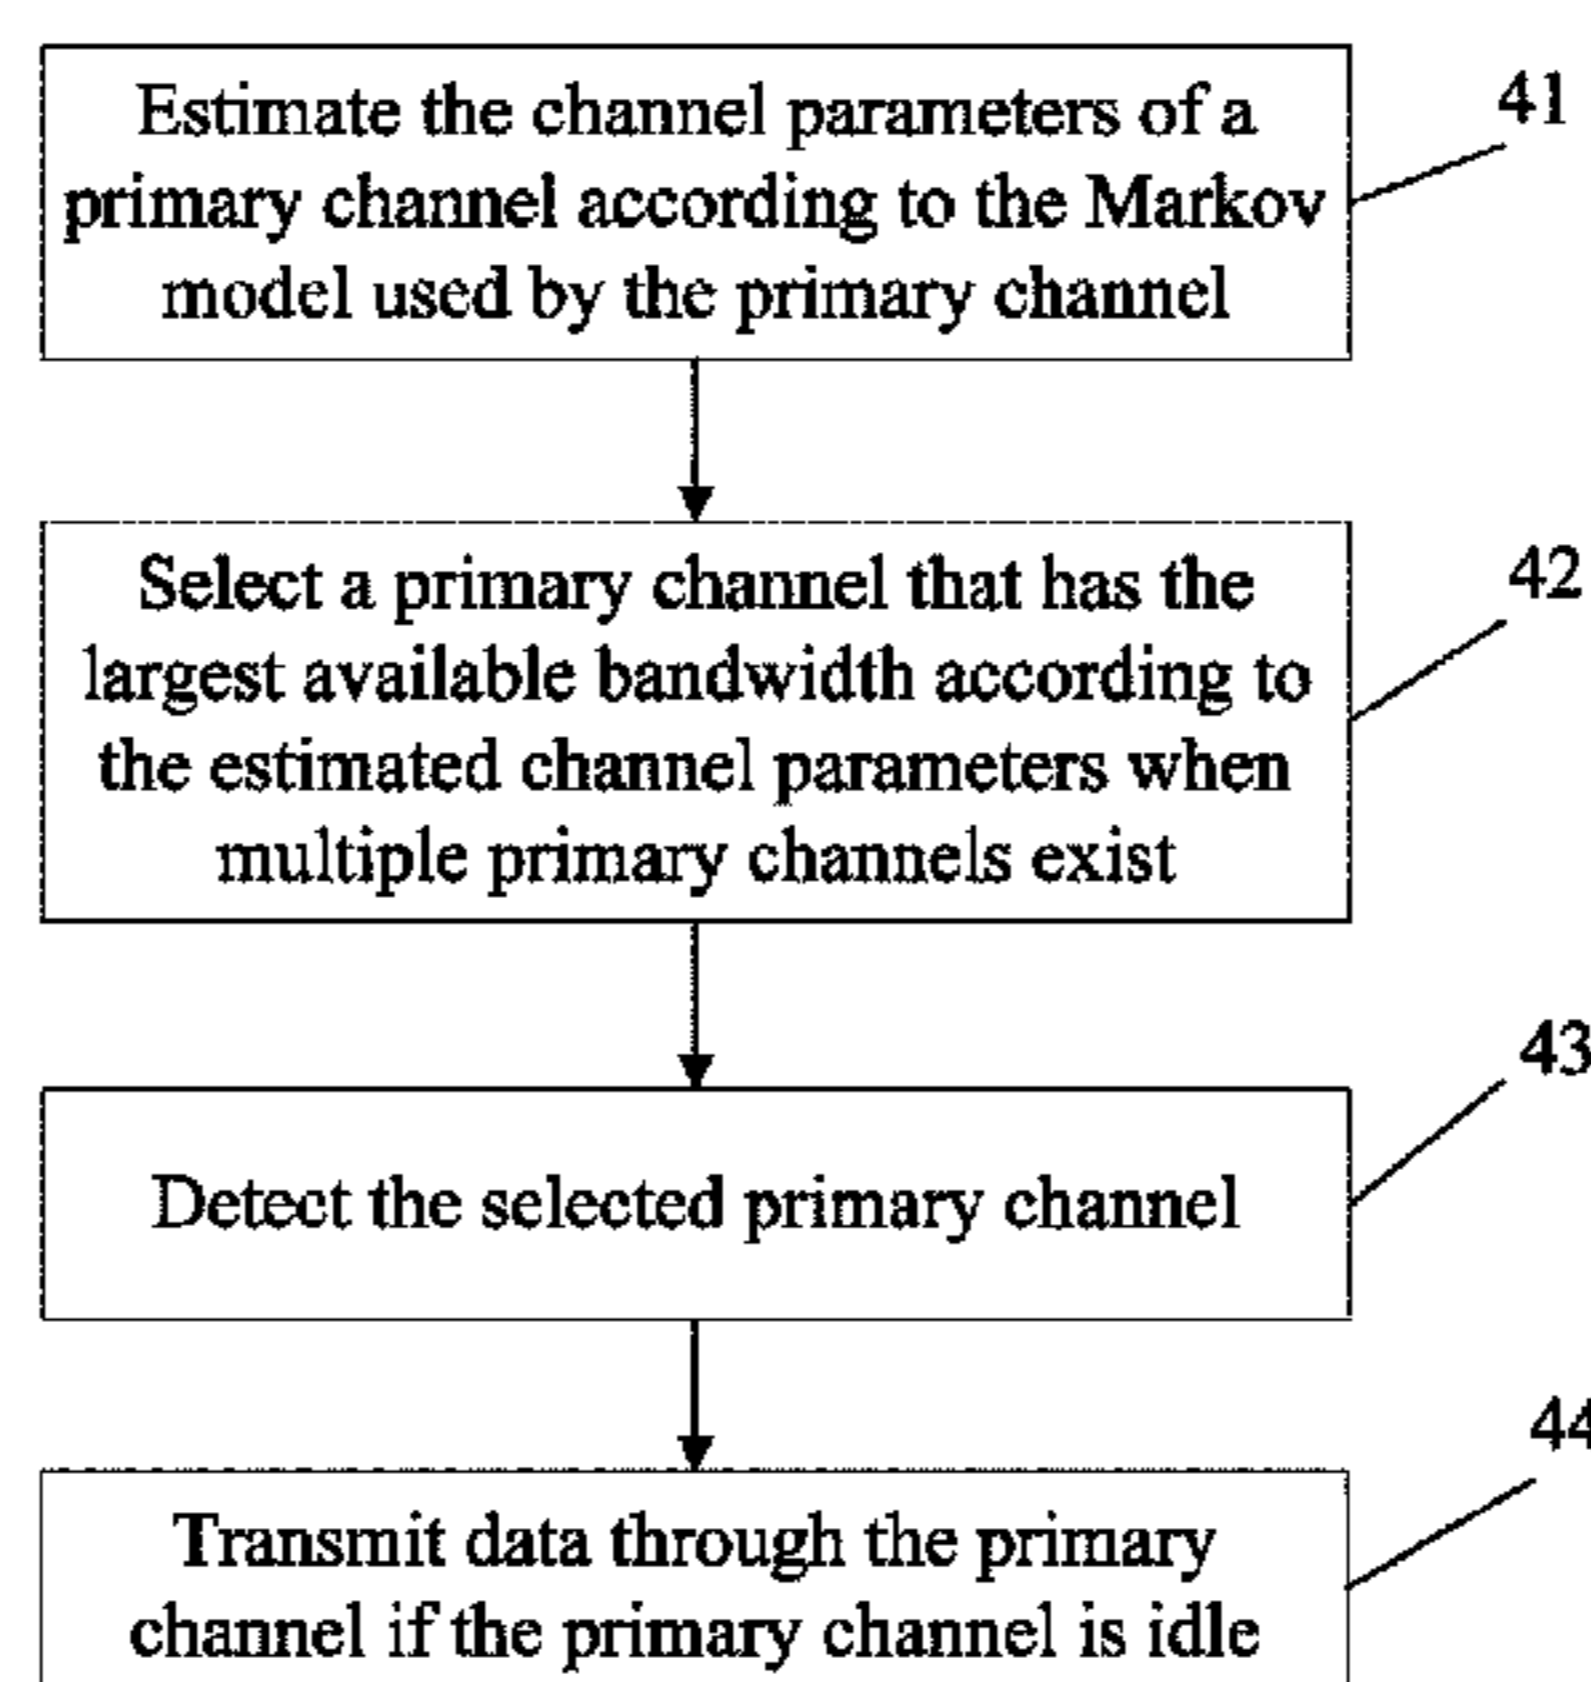 Estimate the channel parameters of a
primary channel according to the Markov
model used by the primary channel
41
Select a primary channel that has the
largest available bandwidth according to
the estimated channel parameters when
multiple primary channels exist
42
Detect the selected primary channel
43
Transmit data through the primary
channel if the primary channel is idle
44